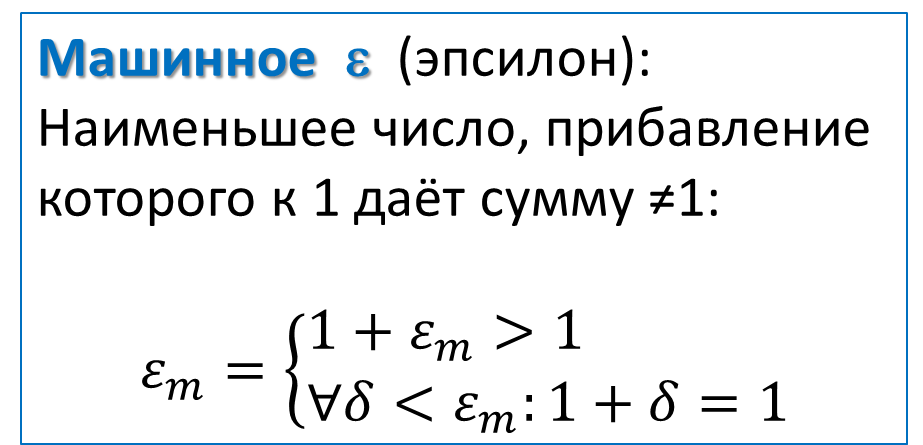 Машинное ε (эпсилон):
Наименьшее число, прибавление
которого к 1 даёт сумму ≠1:
εₘ = {1 + εₘ > 1
∀δ < εₘ: 1 + δ = 1